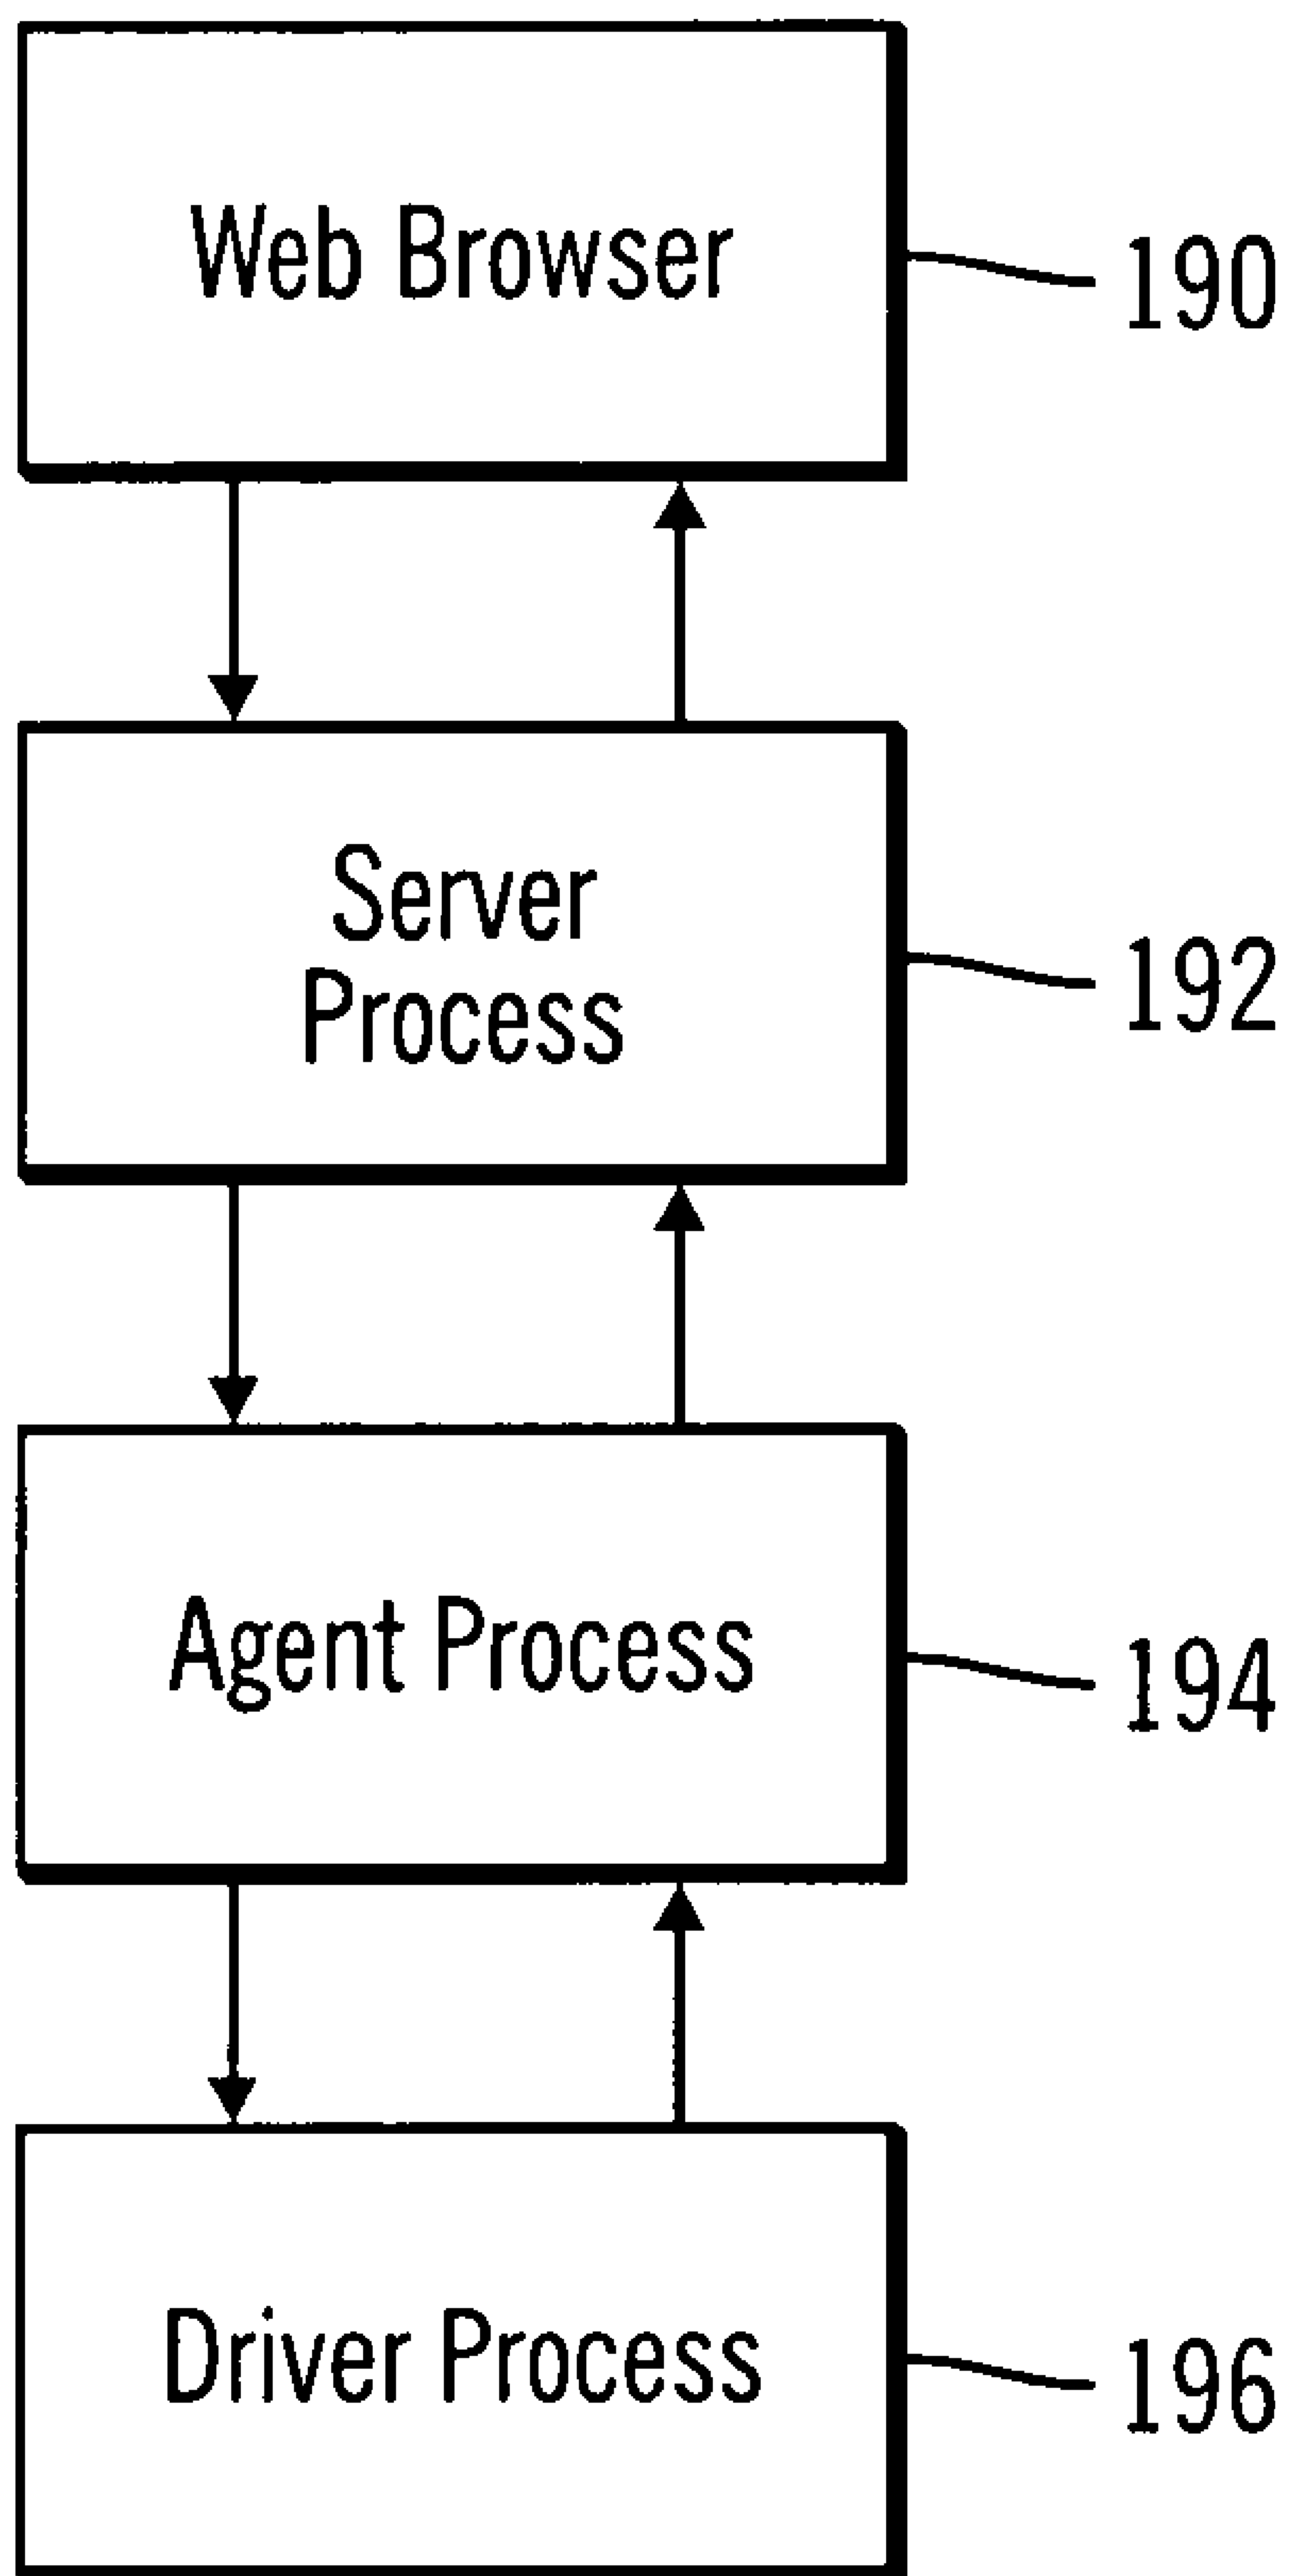 Web Browser
190
Server
Process
192
Agent Process
194
Driver Process
196